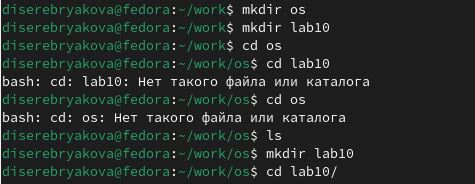 diserebryakova@fedora:~/work$ mkdir os
diserebryakova@fedora:~/work$ mkdir lab10
diserebryakova@fedora:~/work$ cd os
diserebryakova@fedora:~/work/os$ cd lab10
bash: cd: lab10: Нет такого файла или каталога
diserebryakova@fedora:~/work/os$ cd os
bash: cd: os: Нет такого файла или каталога
diserebryakova@fedora:~/work/os$ ls
diserebryakova@fedora:~/work/os$ mkdir lab10
diserebryakova@fedora:~/work/os$ cd lab10/